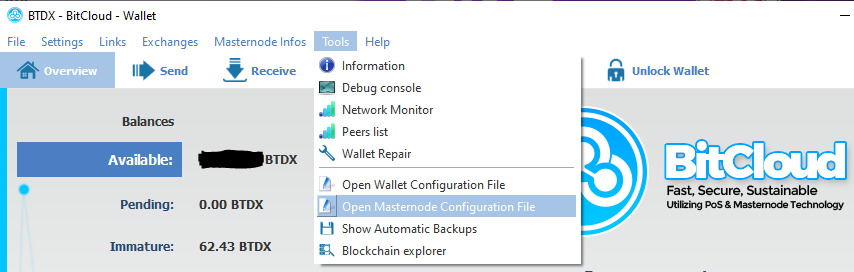 BTDX - BitCloud - Wallet
File Settings Links Exchanges Masternode Infos Tools Help
Overview Send Receive Unlock Wallet
Information
Debug console
Network Monitor
Peers list
Wallet Repair
Open Wallet Configuration File
Open Masternode Configuration File
Show Automatic Backups
Blockchain explorer
Balances
Available: BTDX
Pending: 0.00 BTDX
Immature: 62.43 BTDX
BitCloud
Fast, Secure, Sustainable
Utilizing PoS & Masternode Technology